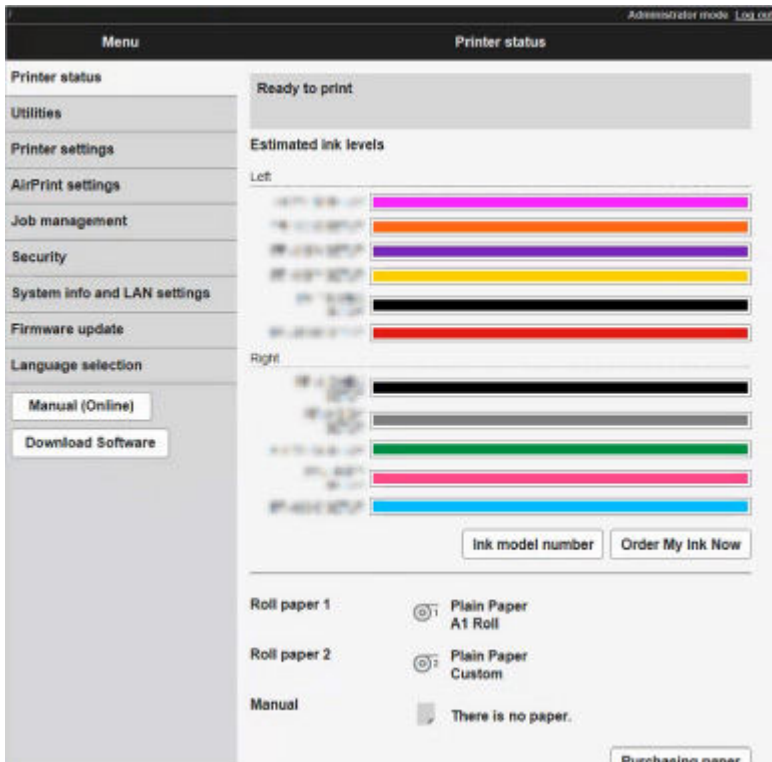 Administrator mode Log out
Menu
Printer status
Printer status
Utilities
Printer settings
AirPrint settings
Job management
Security
System info and LAN settings
Firmware update
Language selection
Manual (Online)
Download Software
Ready to print
Estimated ink levels
Left
Right
Ink model number
Order My Ink Now
Roll paper 1
1
Plain Paper
A1 Roll
Roll paper 2
2
Plain Paper
Custom
Manual
There is no paper.
Purchasing paper